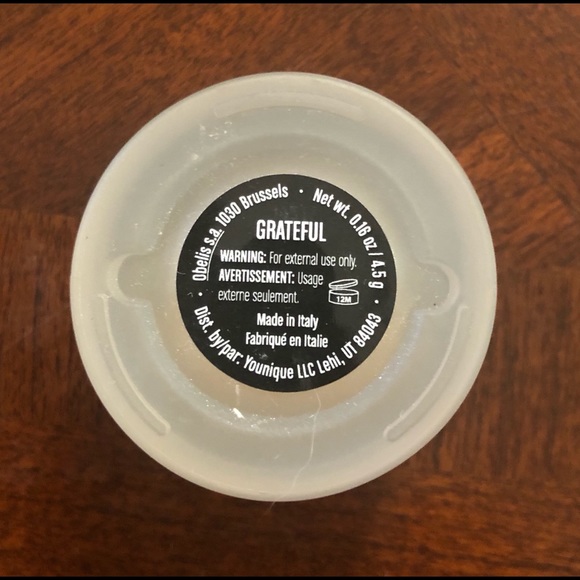 Obelis s.a. 1030 Brussels · Net wt. 0.16 oz / 4.5 g ·
GRATEFUL
WARNING: For external use only.
AVERTISSEMENT: Usage
externe seulement.
12M
Made in Italy
Fabriqué en Italie
Dist. by/par: Younique LLC Lehi, UT 84043 ·